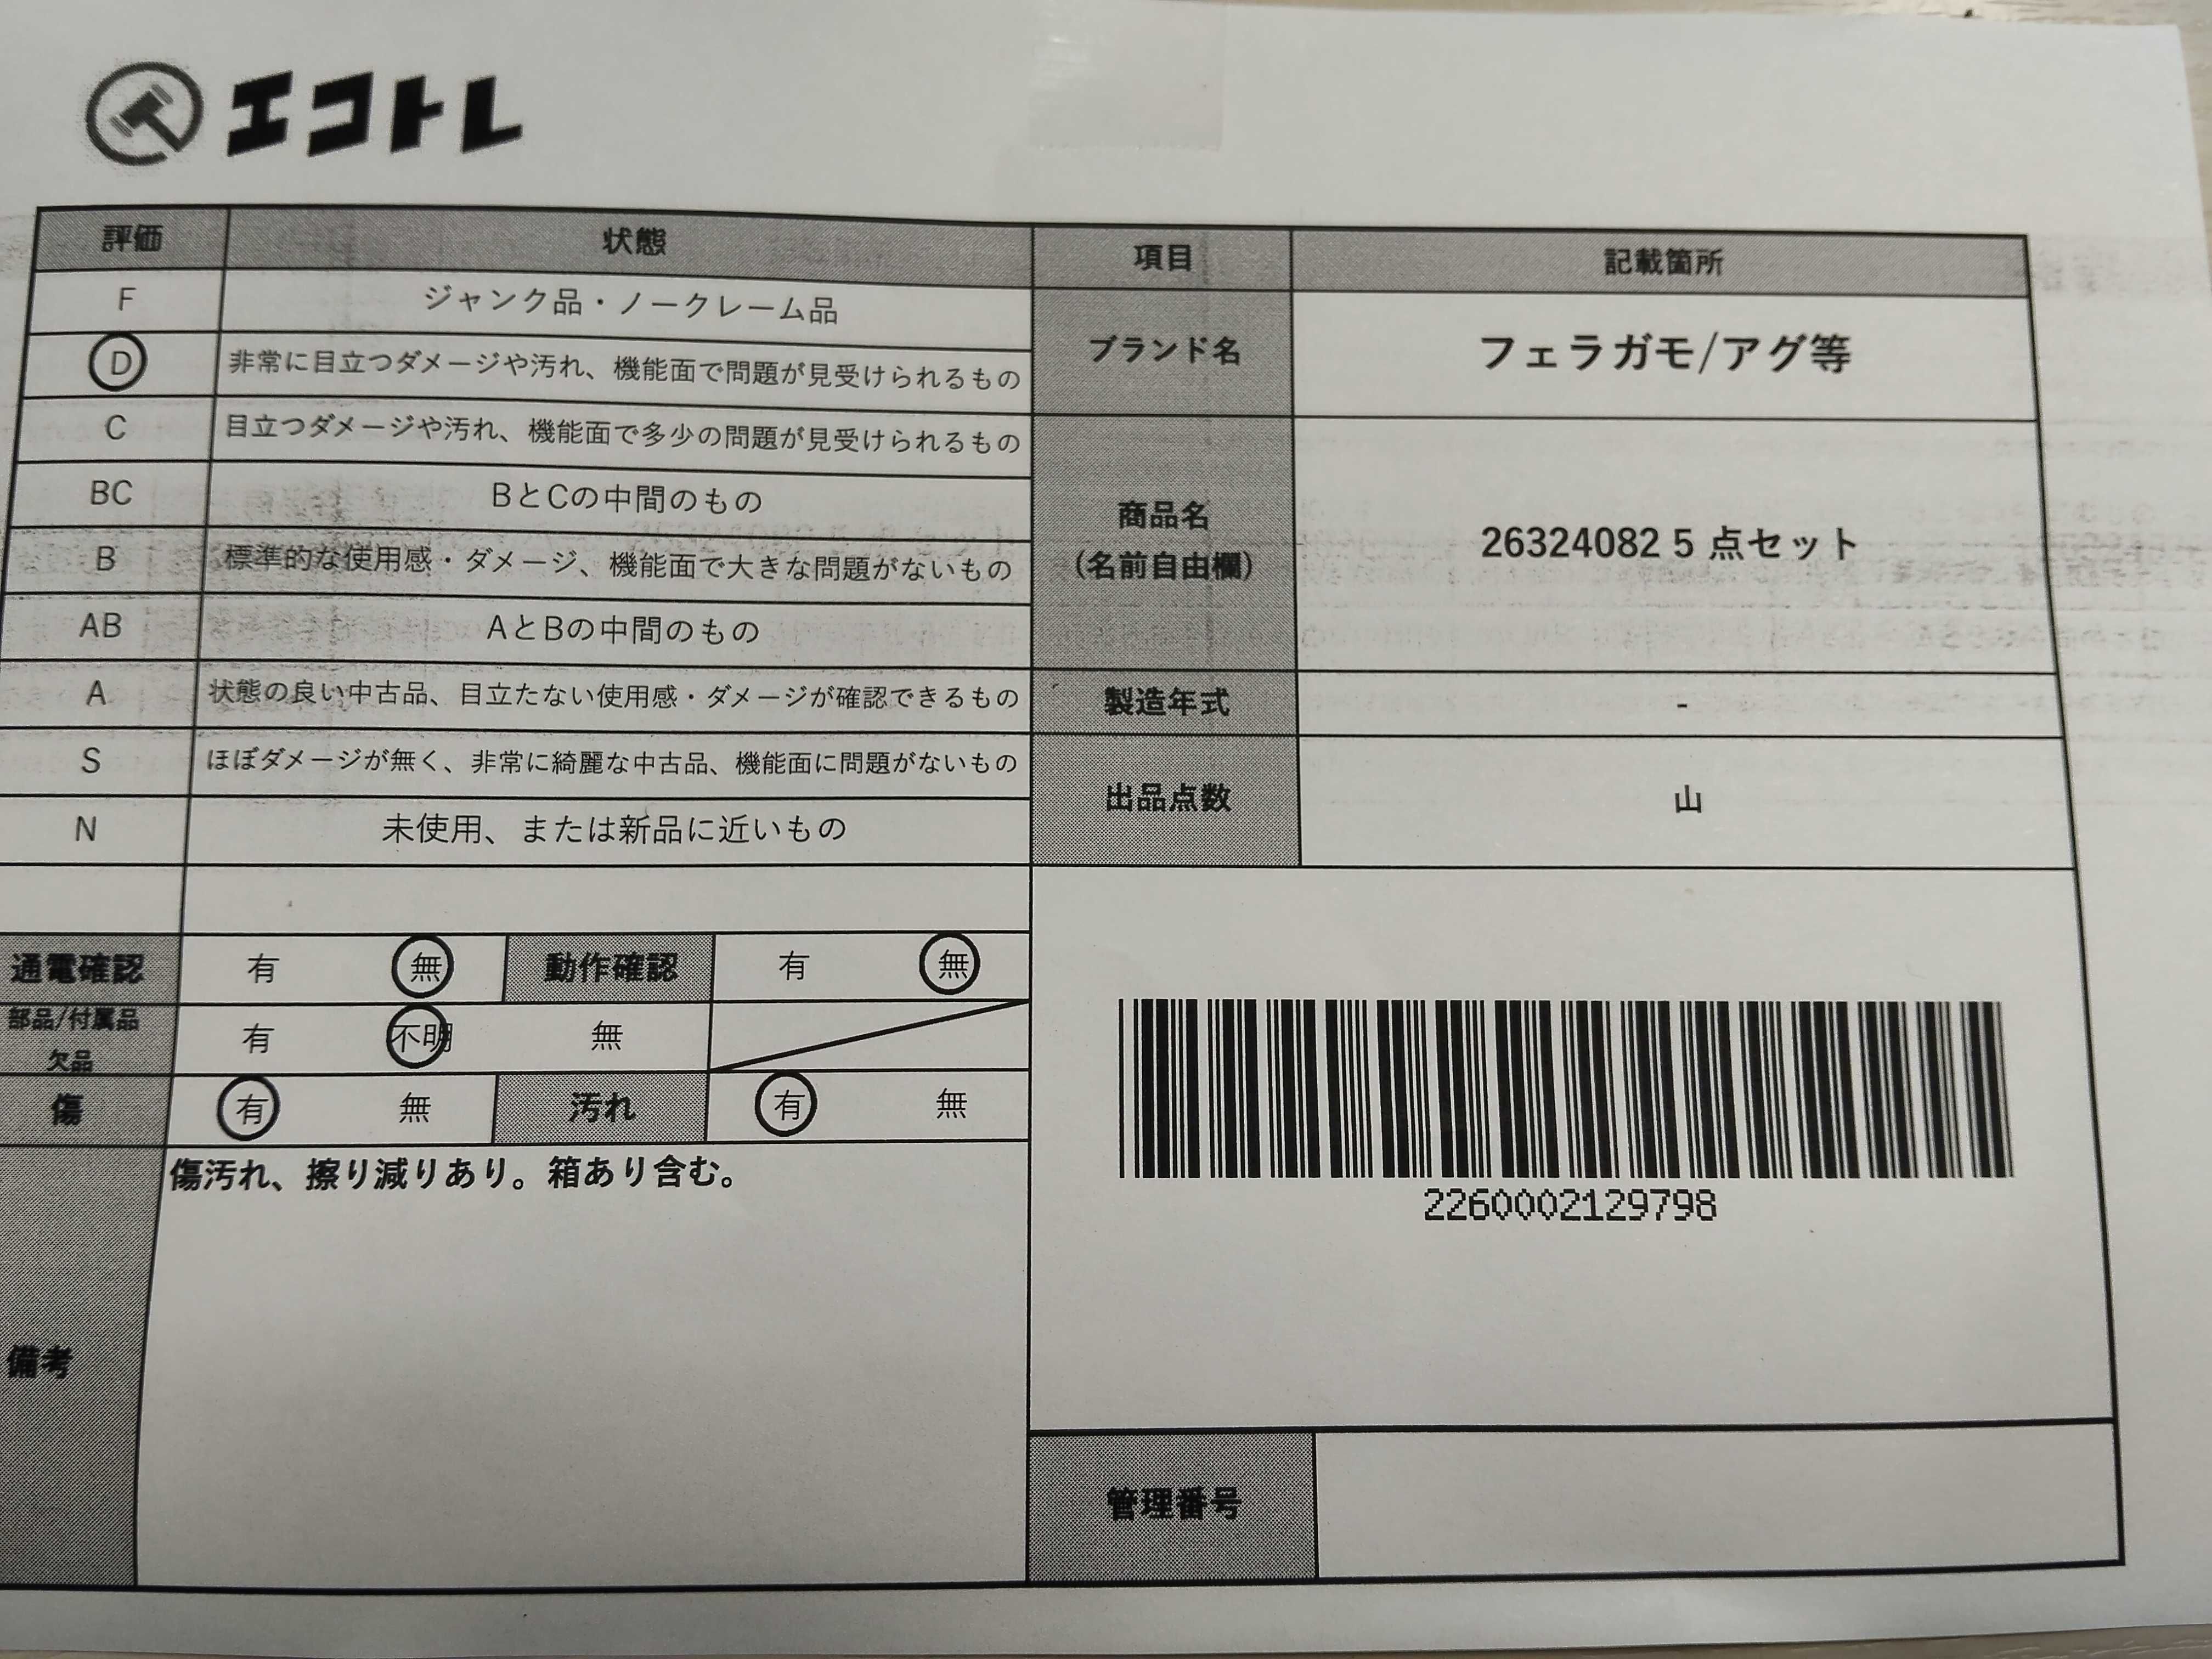 エコトレ
評価 状態 項目 記載箇所
F ジャンク品・ノークレーム品
D 非常に目立つダメージや汚れ、機能面で問題が見受けられるもの
C 目立つダメージや汚れ、機能面で多少の問題が見受けられるもの
BC BとCの中間のもの
B 標準的な使用感・ダメージ、機能面で大きな問題がないもの
AB AとBの中間のもの
A 状態の良い中古品、目立たない使用感・ダメージが確認できるもの
S ほぼダメージが無く、非常に綺麗な中古品、機能面に問題がないもの
N 未使用、または新品に近いもの
ブランド名 フェラガモ/アグ等
商品名
(名前自由欄)
26324082 5 点セット
製造年式 -
出品点数 山
通電確認 有 無 動作確認 有 無
部品/付属品
欠品
有 不明 無
傷 有 無 汚れ 有 無
備考
傷汚れ、擦り減りあり。箱あり含む。
2260002129798
管理番号